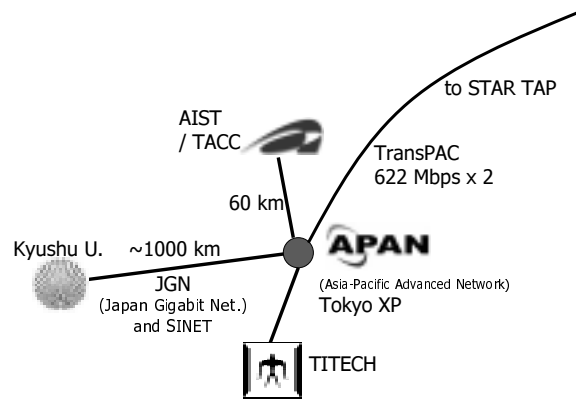 to STAR TAP
AIST
/ TACC
TransPAC
622 Mbps x 2
60 km
APAN
Kyushu U.
~1000 km
(Asia-Pacific Advanced Network)
JGN
Tokyo XP
(Japan Gigabit Net.)
and SINET
TITECH